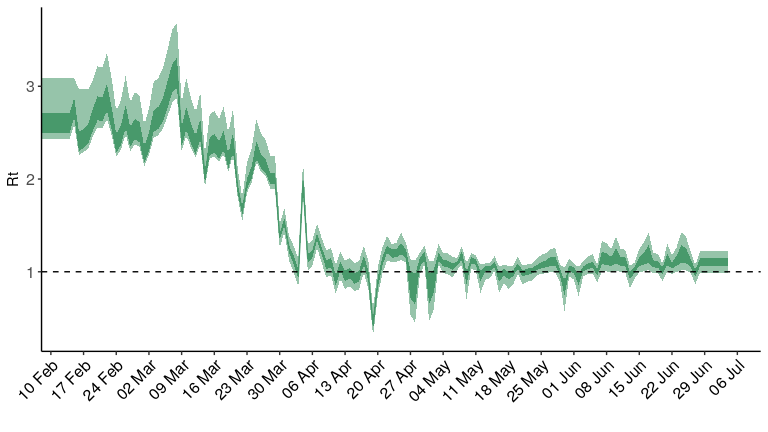 Rt
3
2
1
10 Feb
17 Feb
24 Feb
02 Mar
09 Mar
16 Mar
23 Mar
30 Mar
06 Apr
13 Apr
20 Apr
27 Apr
04 May
11 May
18 May
25 May
01 Jun
08 Jun
15 Jun
22 Jun
29 Jun
06 Jul